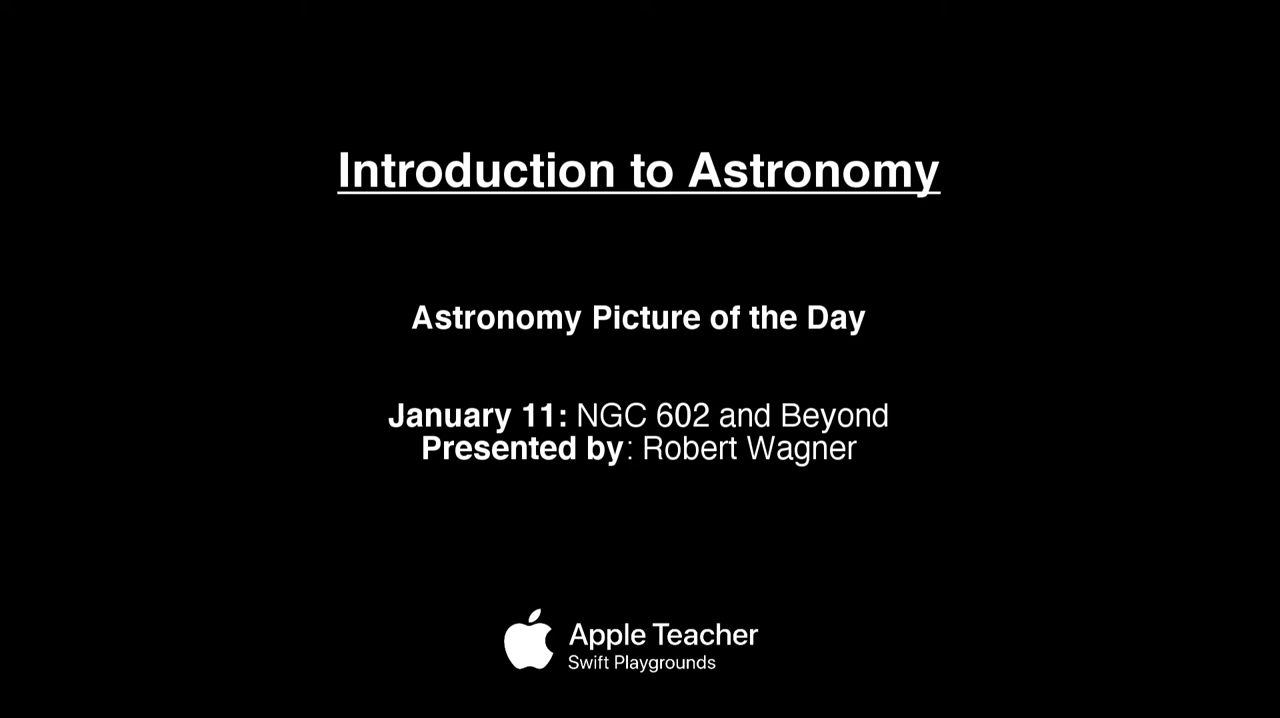 Introduction to Astronomy
Astronomy Picture of the Day
January 11: NGC 602 and Beyond
Presented by: Robert Wagner
Apple Teacher
Swift Playgrounds